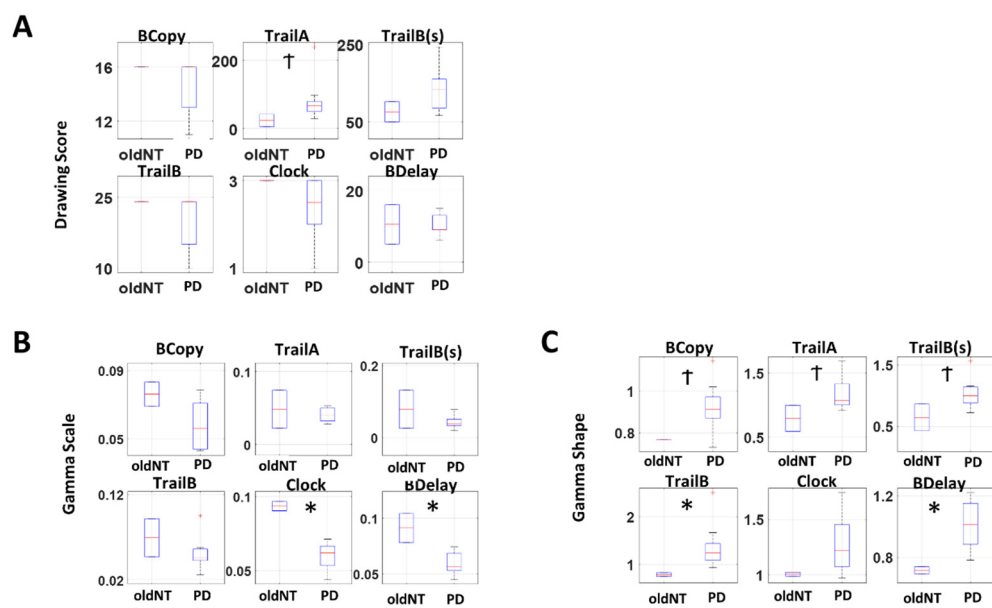 A
BCopy TrailA TrailB(s)
16
12
200
0
†
250
50
oldNT PD oldNT PD oldNT PD
Drawing Score
TrailB Clock BDelay
25
10
3
1
20
0
oldNT PD oldNT PD oldNT PD
B
BCopy TrailA TrailB(s)
0.09
0.05
0.1
0
0.2
0
oldNT PD oldNT PD oldNT PD
Gamma Scale
TrailB Clock BDelay
0.12
0.02
0.1
0.05
*
0.1
0.05
*
oldNT PD oldNT PD oldNT PD
C
BCopy TrailA TrailB(s)
1
0.8
†
1.5
0.5
†
1.5
0.5
†
oldNT PD oldNT PD oldNT PD
Gamma Shape
TrailB Clock BDelay
2
1
*
1.5
1
1.2
0.8
*
oldNT PD oldNT PD oldNT PD